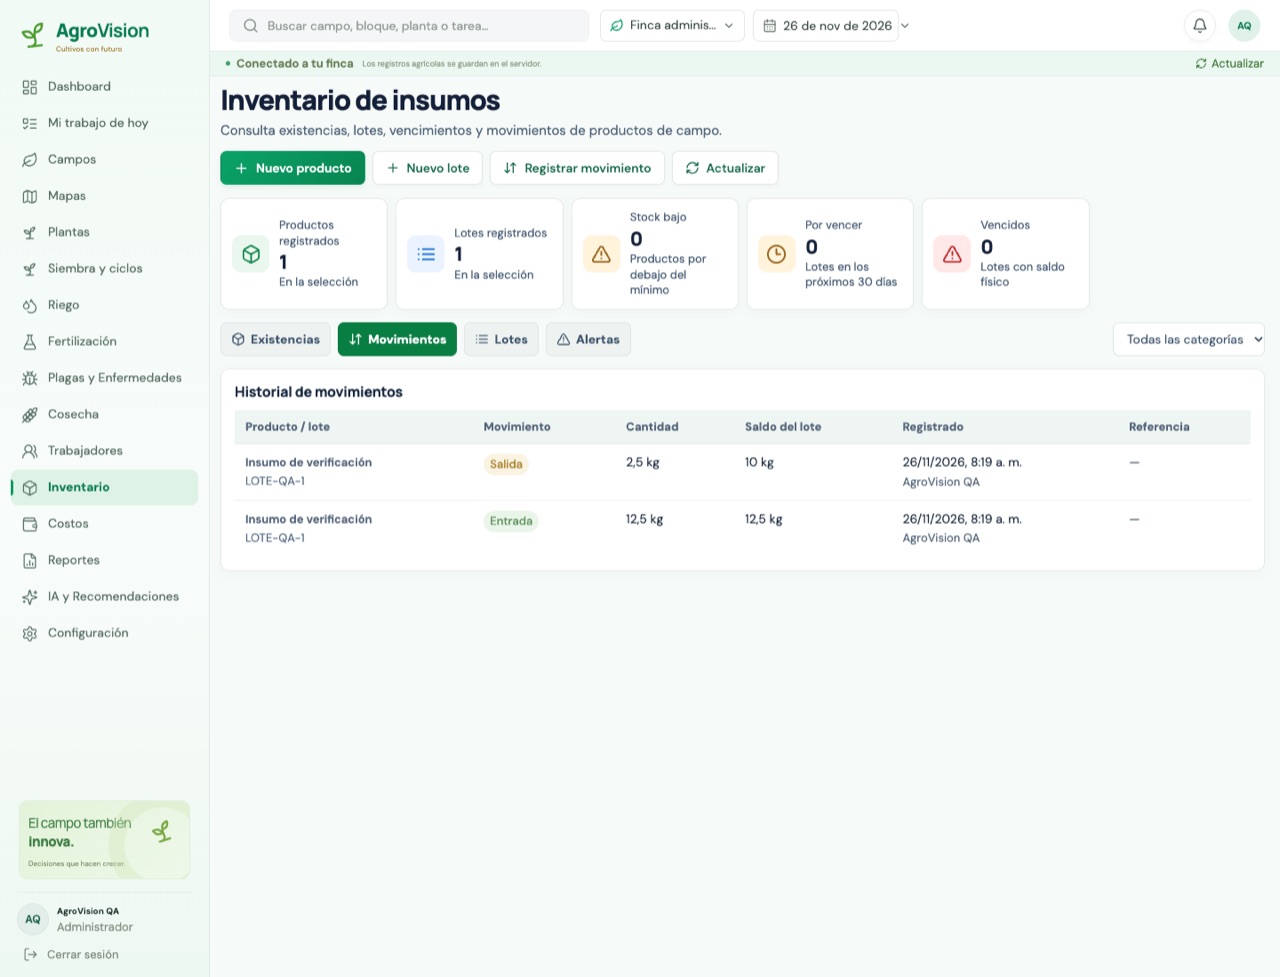 AgroVision
Cultivos con futuro
Dashboard
Mi trabajo de hoy
Campos
Mapas
Plantas
Siembra y ciclos
Riego
Fertilización
Plagas y Enfermedades
Cosecha
Trabajadores
Inventario
Costos
Reportes
IA y Recomendaciones
Configuración
El campo también
innova.
Decisiones que hacen crecer.
AQ
AgroVision QA
Administrador
Cerrar sesión
Buscar campo, bloque, planta o tarea...
Finca adminis...
26 de nov de 2026
AQ
Conectado a tu finca
Los registros agrícolas se guardan en el servidor.
Actualizar
Inventario de insumos
Consulta existencias, lotes, vencimientos y movimientos de productos de campo.
Nuevo producto
Nuevo lote
Registrar movimiento
Actualizar
Productos
registrados
1
En la selección
Lotes registrados
1
En la selección
Stock bajo
0
Productos por
debajo del
mínimo
Por vencer
0
Lotes en los
próximos 30 días
Vencidos
0
Lotes con saldo
físico
Existencias
Movimientos
Lotes
Alertas
Todas las categorías
Historial de movimientos
Producto / lote Movimiento Cantidad Saldo del lote Registrado Referencia
Insumo de verificación Salida 2,5 kg 10 kg 26/11/2026, 8:19 a. m. —
LOTE-QA-1 AgroVision QA
Insumo de verificación Entrada 12,5 kg 12,5 kg 26/11/2026, 8:19 a. m. —
LOTE-QA-1 AgroVision QA